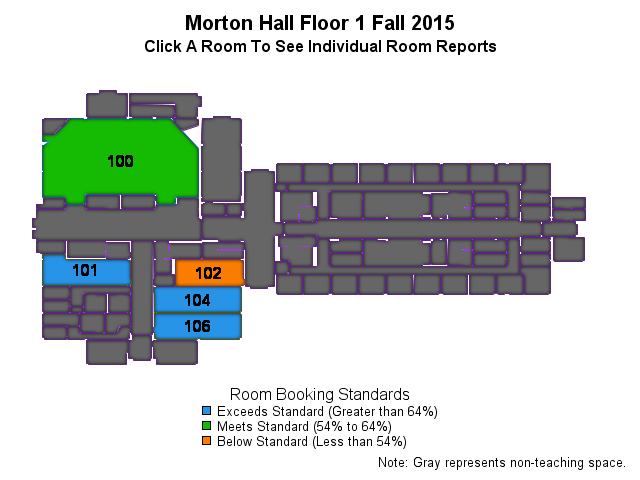 Morton Hall Floor 1 Fall 2015
Click A Room To See Individual Room Reports
100
101
102
104
106
Room Booking Standards
Exceeds Standard (Greater than 64%)
Meets Standard (54% to 64%)
Below Standard (Less than 54%)
Note: Gray represents non-teaching space.